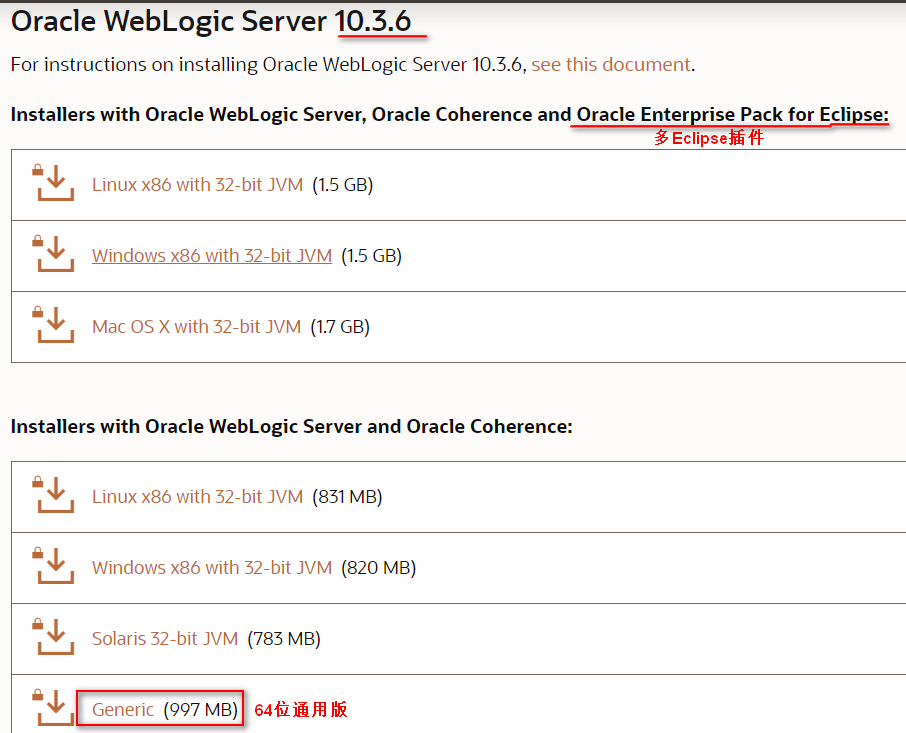 Oracle WebLogic Server 10.3.6
For instructions on installing Oracle WebLogic Server 10.3.6, see this document.
Installers with Oracle WebLogic Server, Oracle Coherence and Oracle Enterprise Pack for Eclipse:
多Eclipse插件
Linux x86 with 32-bit JVM (1.5 GB)
Windows x86 with 32-bit JVM (1.5 GB)
Mac OS X with 32-bit JVM (1.7 GB)
Installers with Oracle WebLogic Server and Oracle Coherence:
Linux x86 with 32-bit JVM (831 MB)
Windows x86 with 32-bit JVM (820 MB)
Solaris 32-bit JVM (783 MB)
Generic (997 MB) 64位通用版